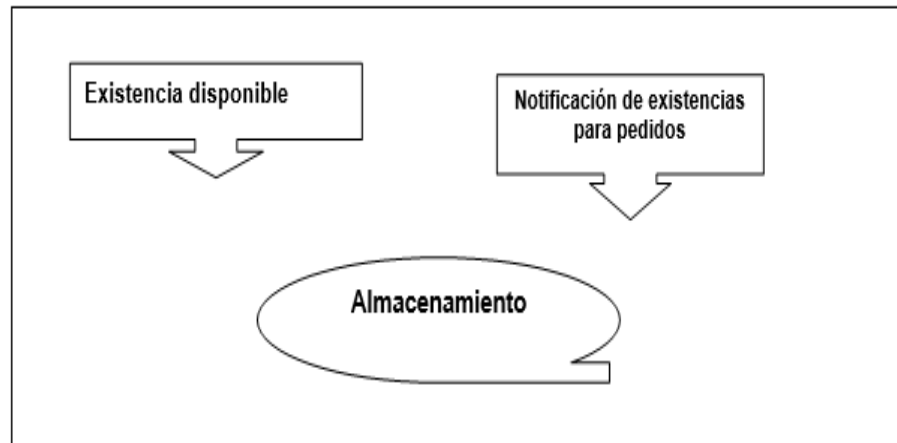 Existencia disponible
Notificación de existencias
para pedidos
Almacenamiento